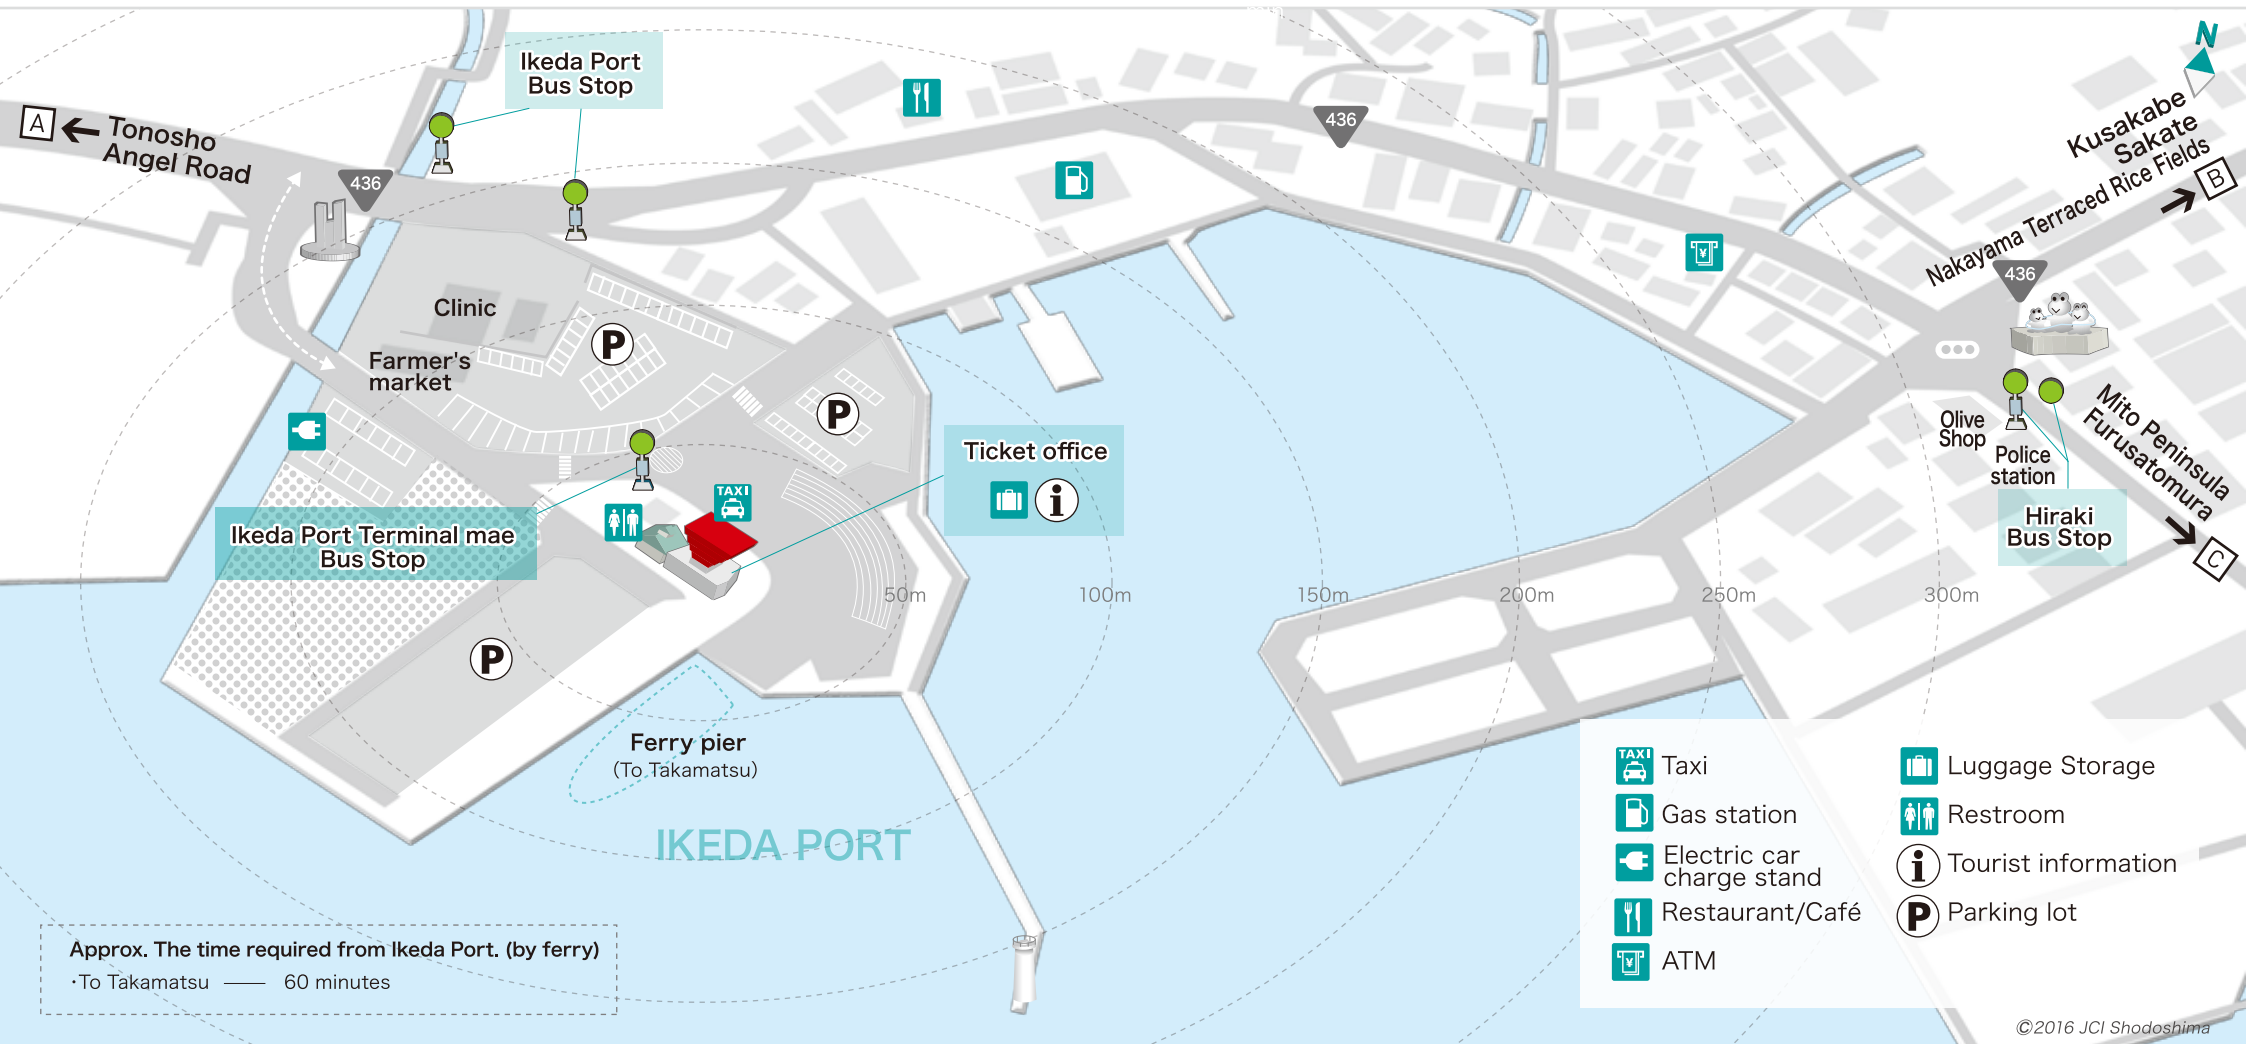 Ikeda Port
Bus Stop
A
Tonosho
Angel Road
436
436
N
Kusakabe
Sakate
Nakayama Terraced Rice Fields
B
436
Clinic
Farmer's
market
P
P
Ticket office
i
TAXI
Ikeda Port Terminal mae
Bus Stop
¥
Olive
Shop
Police
station
Mito Peninsula
Furusatomura
C
Hiraki
Bus Stop
50m
100m
150m
200m
250m
300m
P
Ferry pier
(To Takamatsu)
IKEDA PORT
Approx. The time required from Ikeda Port. (by ferry)
・To Takamatsu —— 60 minutes
TAXI
Taxi
Gas station
Electric car
charge stand
Restaurant/Café
¥
ATM
Luggage Storage
Restroom
i
Tourist information
P
Parking lot
©2016 JCI Shodoshima